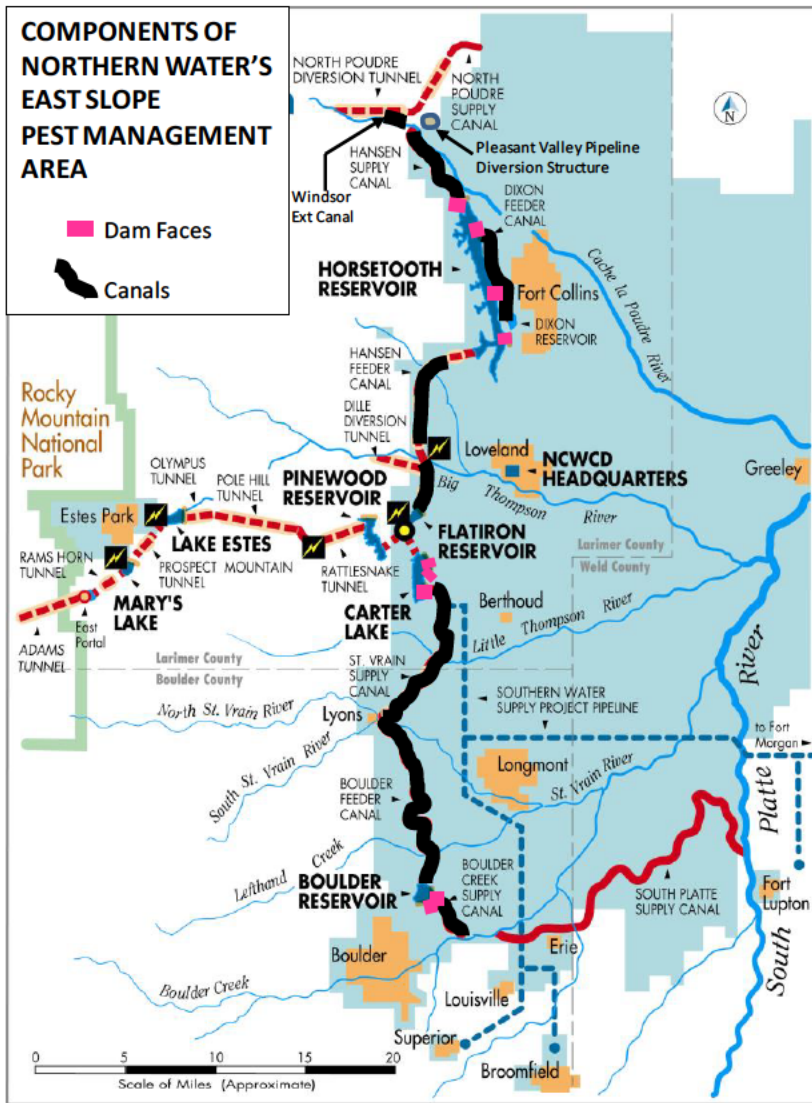 COMPONENTS OF
NORTHERN WATER'S
EAST SLOPE
PEST MANAGEMENT
AREA
Dam Faces
Canals
NORTH POUDRE
DIVERSION TUNNEL
NORTH
POUDRE
SUPPLY
CANAL
N
HANSEN
SUPPLY
CANAL
Pleasant Valley Pipeline
Diversion Structure
Windsor
Ext Canal
DIXON
FEEDER
CANAL
HORSETOOTH
RESERVOIR
Fort Collins
Cache la Poudre
River
DIXON
RESERVOIR
HANSEN
FEEDER
CANAL
DILLE
DIVERSION
TUNNEL
Rocky
Mountain
National
Park
Loveland
NCWCD
HEADQUARTERS
Greeley
OLYMPUS
TUNNEL
POLE HILL
TUNNEL
PINEWOOD
RESERVOIR
Big
Thompson
River
Estes Park
LAKE ESTES
FLATIRON
RESERVOIR
Larimer County
Weld County
RAMS HORN
TUNNEL
PROSPECT MOUNTAIN
TUNNEL
RATTLESNAKE
TUNNEL
MARY'S
LAKE
CARTER
LAKE
Berthoud
East
Portal
ADAMS
TUNNEL
Little Thompson River
Larimer County
Boulder County
ST. VRAIN
SUPPLY
CANAL
SOUTHERN WATER
SUPPLY PROJECT PIPELINE
North St. Vrain River
Lyons
South St. Vrain River
to Fort
Morgan
Longmont
St. Vrain River
BOULDER
FEEDER
CANAL
River
Platte
South
Lefthand Creek
BOULDER
RESERVOIR
BOULDER
CREEK
SUPPLY
CANAL
SOUTH PLATTE
SUPPLY CANAL
Fort
Lupton
Boulder
Erie
Boulder Creek
Louisville
Superior
Broomfield
0 5 10 15 20
Scale of Miles (Approximate)